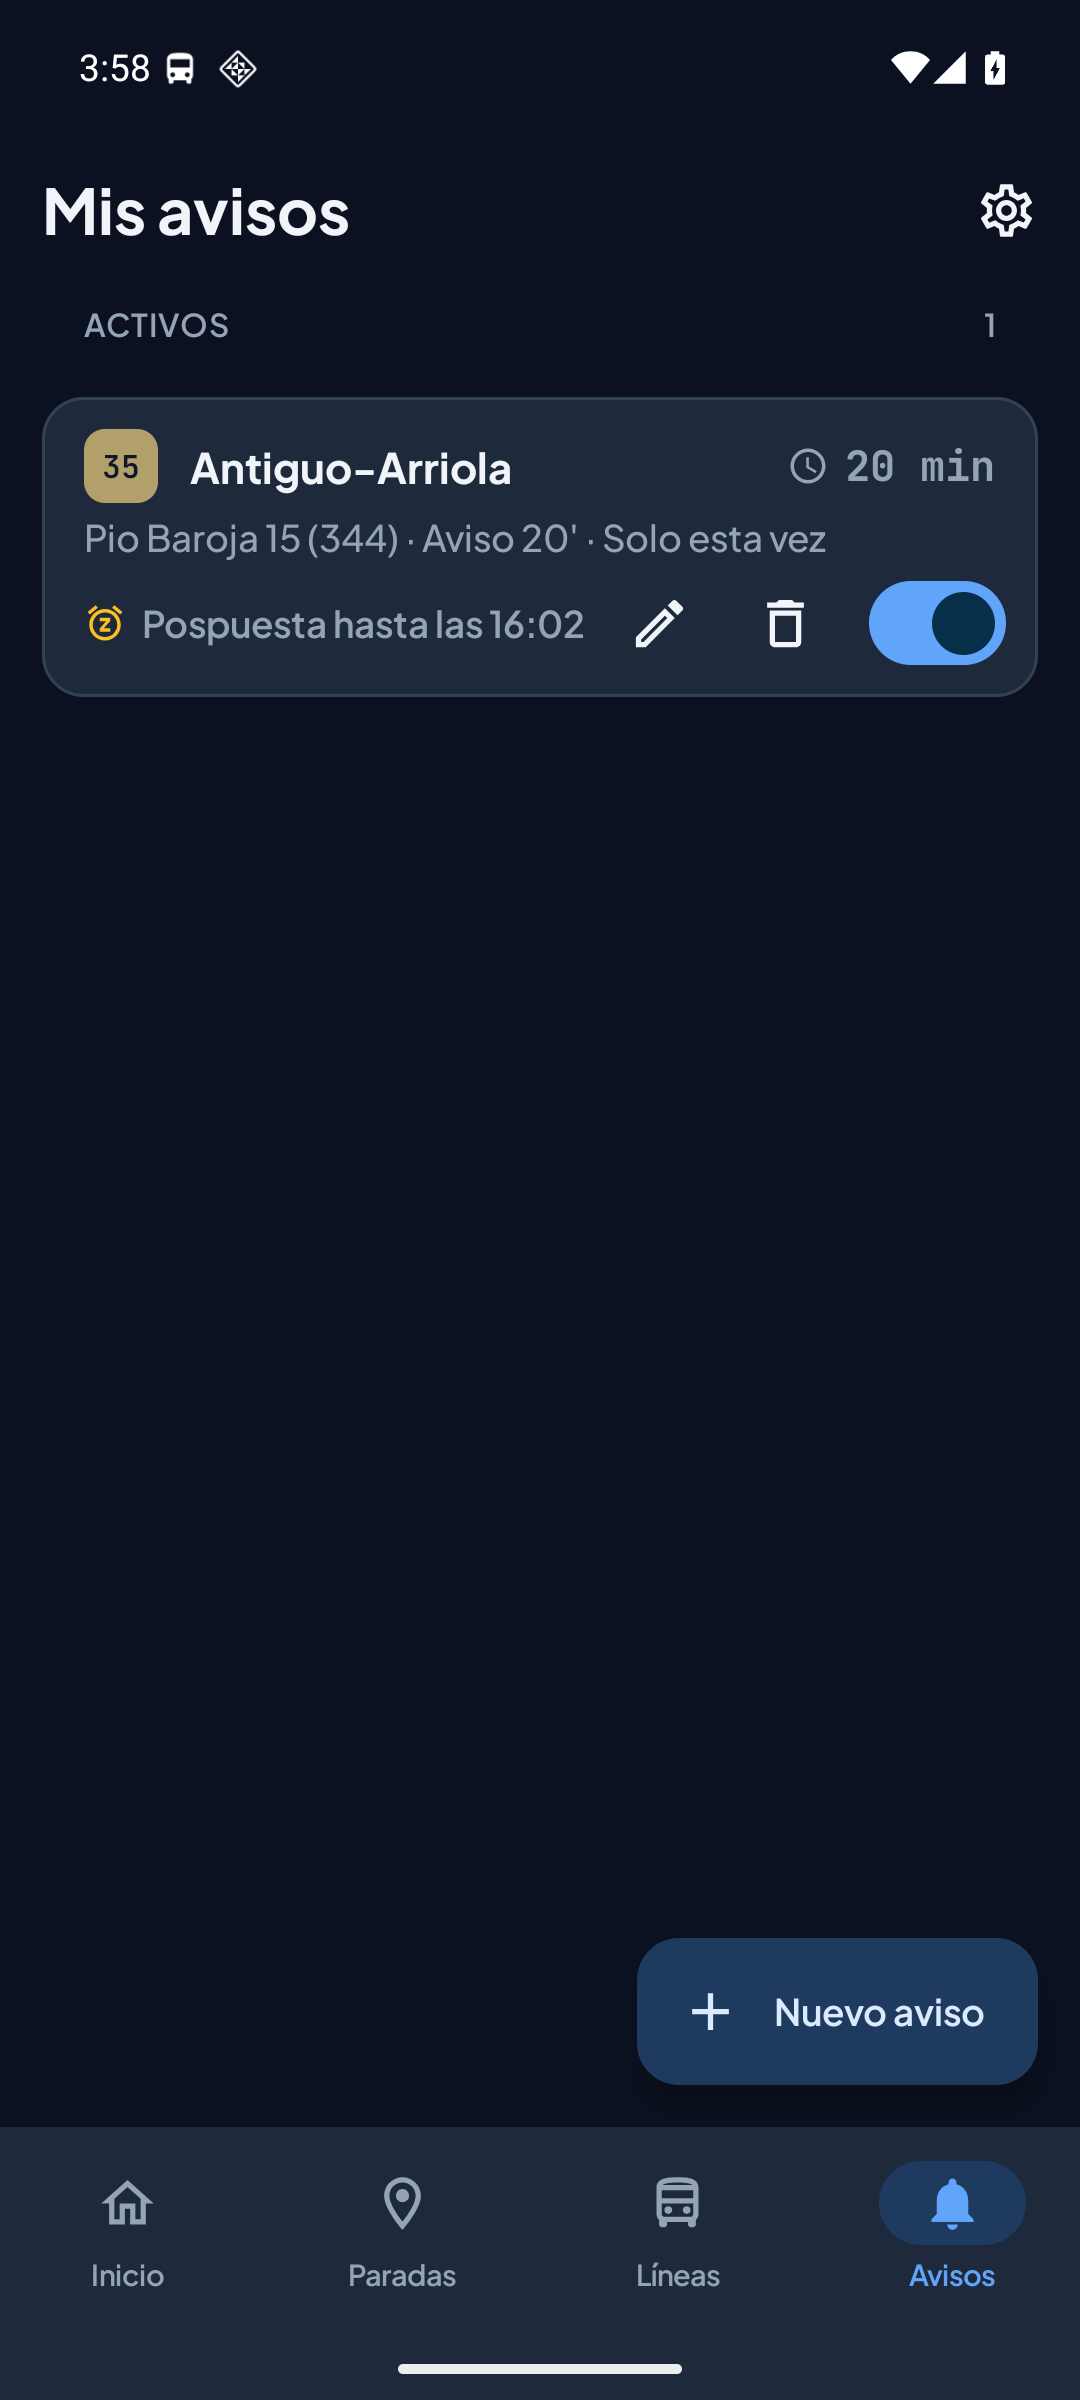 3:58
Mis avisos
ACTIVOS 1
35 Antiguo-Arriola 20 min
Pio Baroja 15 (344) · Aviso 20' · Solo esta vez
Pospuesta hasta las 16:02
Nuevo aviso
Inicio Paradas Líneas Avisos